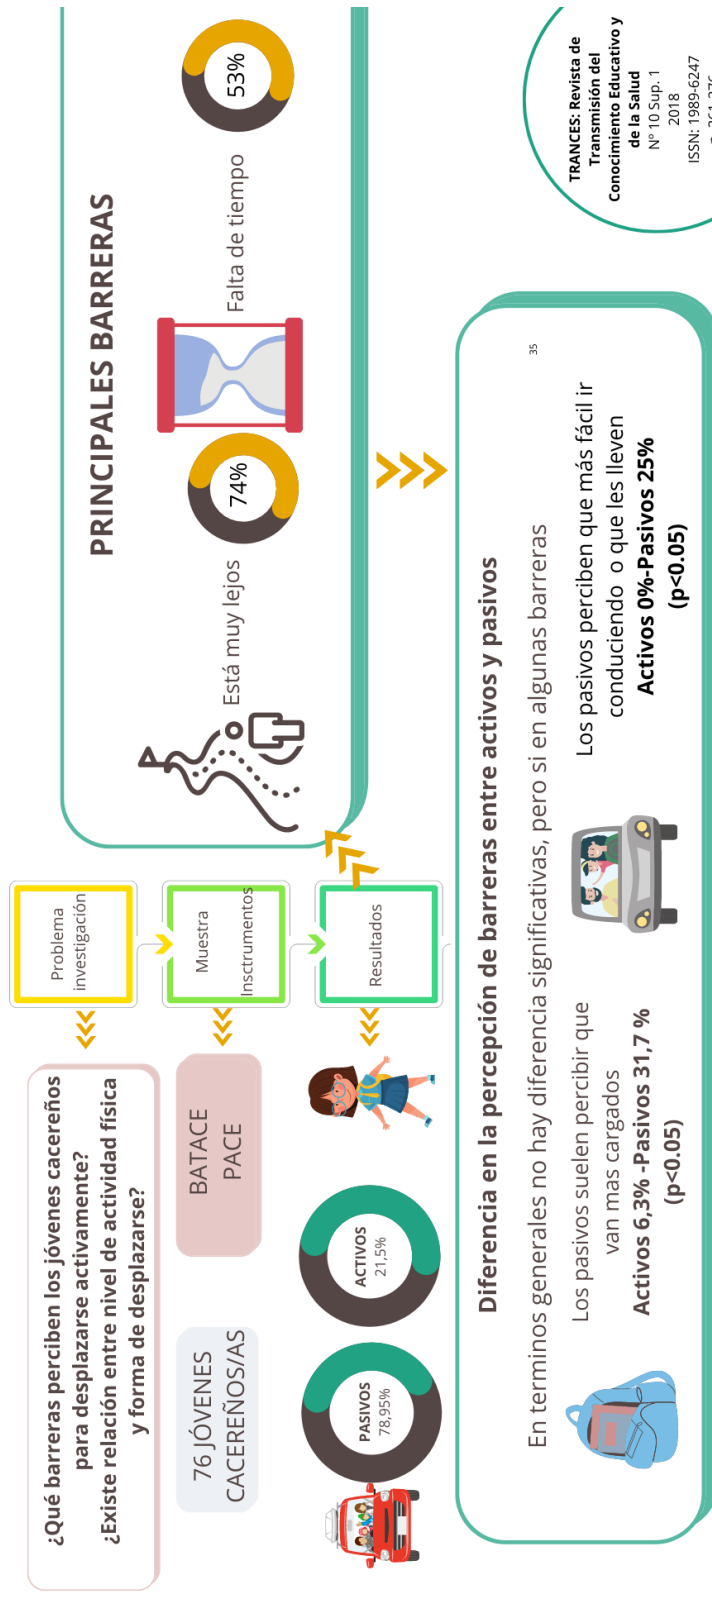 ¿Qué barreras perciben los jóvenes cacereños
para desplazarse activamente?
¿Existe relación entre nivel de actividad física
y forma de desplazarse?
Problema
investigación
76 JÓVENES
CACEREÑOS/AS
BATACE
PACE
Muestra
Insctrumentos
PASIVOS
78,95%
ACTIVOS
21,5%
Resultados
PRINCIPALES BARRERAS
Está muy lejos
74%
Falta de tiempo
53%
Diferencia en la percepción de barreras entre activos y pasivos
En terminos generales no hay diferencia significativas, pero si en algunas barreras
Los pasivos suelen percibir que
van mas cargados
Activos 6,3% -Pasivos 31,7 %
(p<0.05)
Los pasivos perciben que más fácil ir
conduciendo o que les lleven
Activos 0%-Pasivos 25%
(p<0.05)
35
TRANCES: Revista de
Transmisión del
Conocimiento Educativo y
de la Salud
Nº 10 Sup. 1
2018
ISSN: 1989-6247